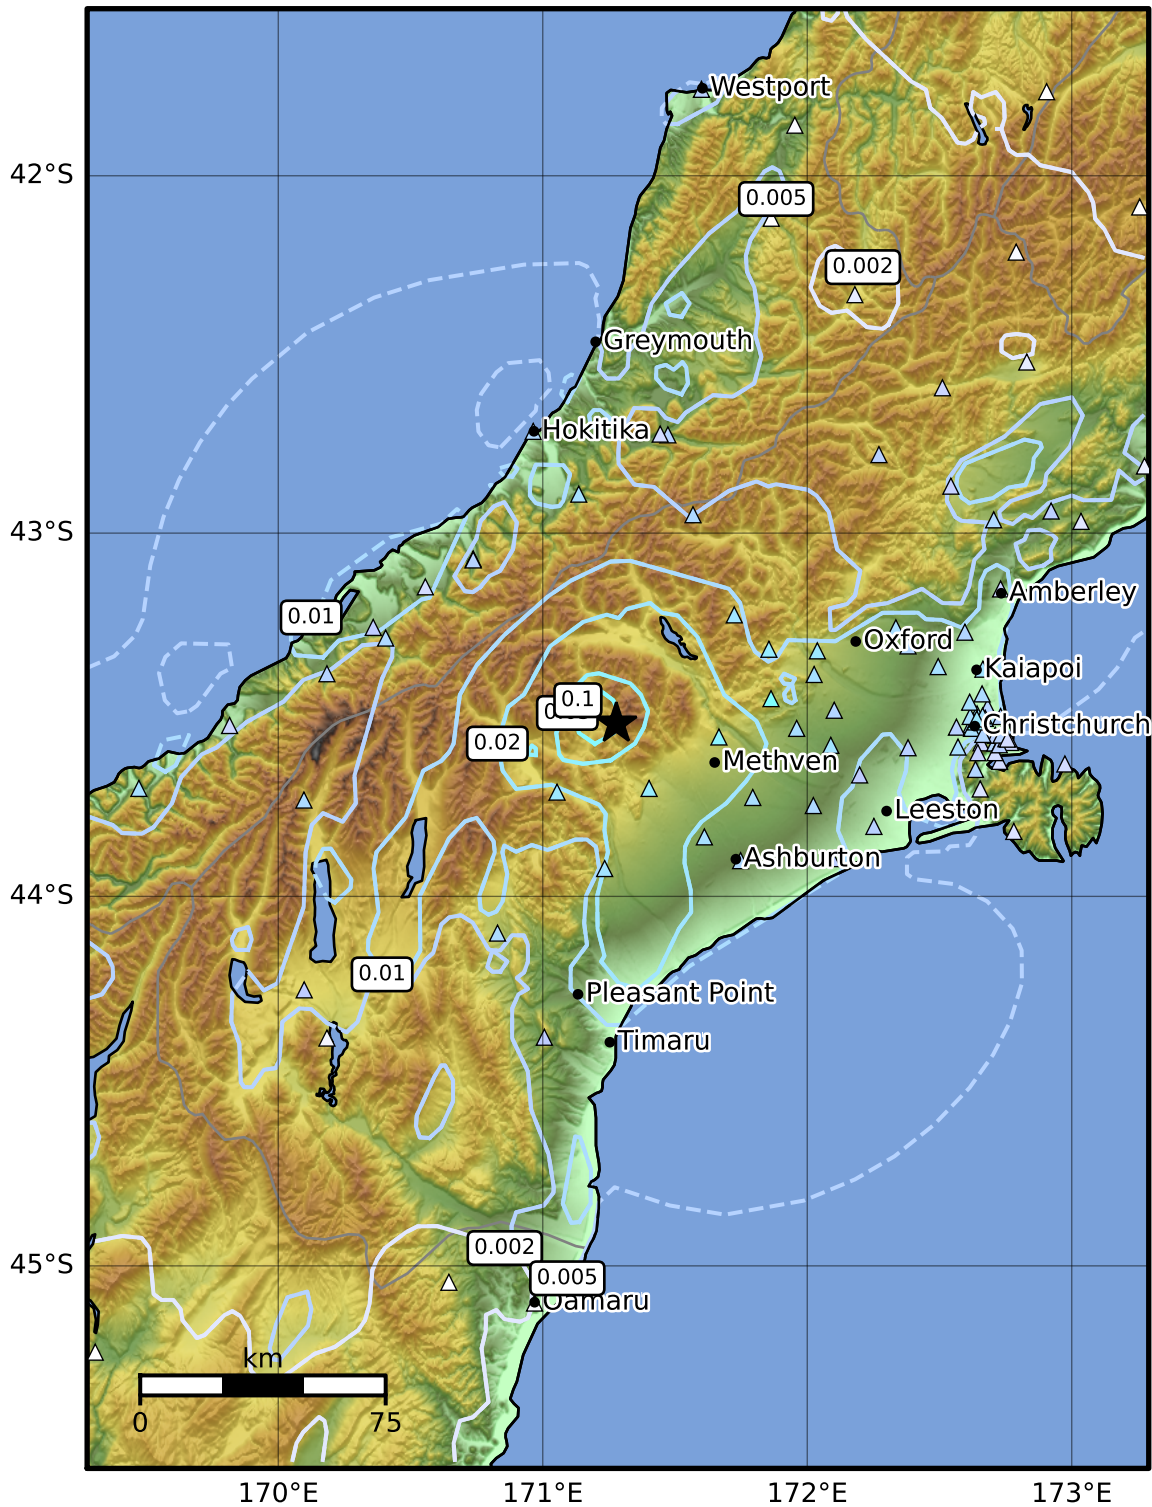 Westport
42°S
0.005
0.002
Greymouth
Hokitika
43°S
0.01
Amberley
Oxford
Kaiapoi
0.1
0.02
Christchurch
Methven
Leeston
Ashburton
44°S
0.01
Pleasant Point
Timaru
0.002
45°S
0.005
Oamaru
km
0
75
170°E
171°E
172°E
173°E